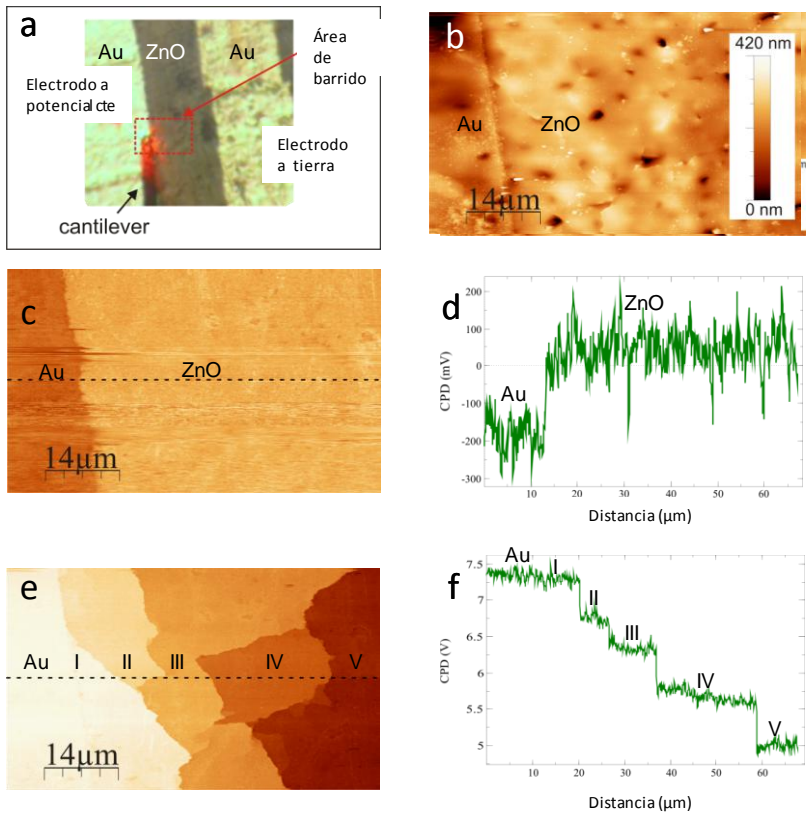 a
Au
ZnO
Au
Área
de
barrido
Electrodo a
potencial cte
Electrodo
a tierra
cantilever
b
Au
ZnO
14µm
420 nm
0 nm
c
Au
ZnO
14µm
d
ZnO
Au
CPD (mV)
200
100
0
-100
-200
-300
10
20
30
40
50
60
Distancia (µm)
e
Au
I
II
III
IV
V
14µm
f
Au
I
II
III
IV
V
CPD (V)
7.5
7
6.5
6
5.5
5
10
20
30
40
50
60
Distancia (µm)